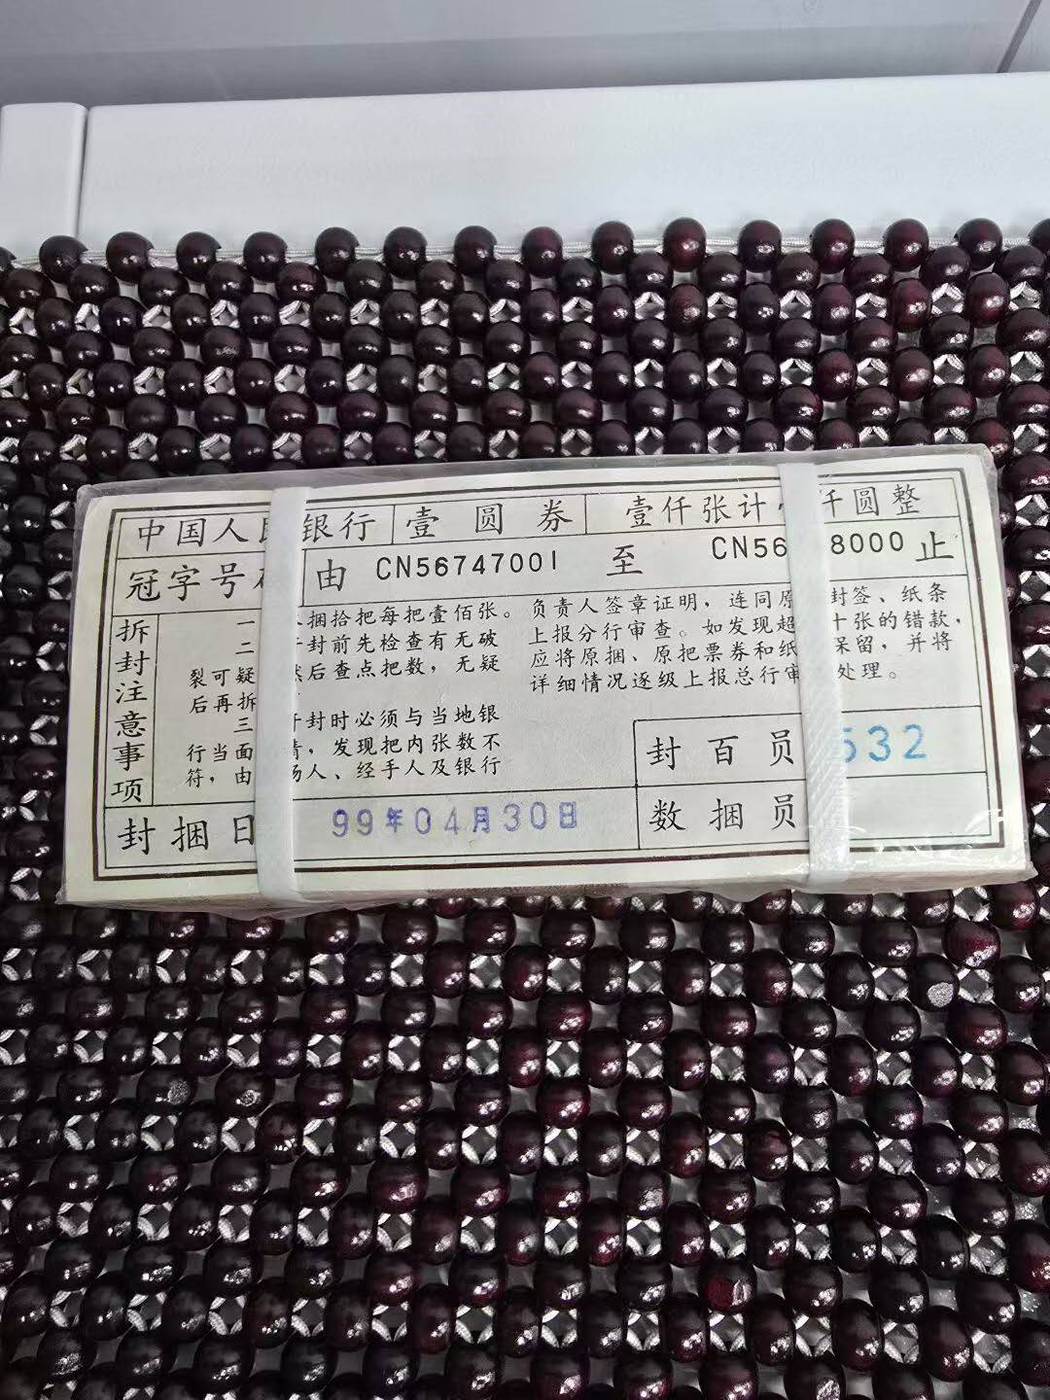 中国人民银行 壹圆券 壹仟张计 仟圆整
冠字号 由 CN56747001 至 CN56 8000 止
拆封注意事项
一 捆拾把每把壹佰张。
二 封前先检查有无破
裂可疑 然后查点把数，无疑
后再拆
三 封时必须与当地银
行当面 清，发现把内张数不
符，由 场人、经手人及银行
负责人签章证明，连同原 封签、纸条
上报分行审查。如发现超 十张的错款，
应将原捆、原把票券和纸 保留，并将
详细情况逐级上报总行审 处理。
封百员 532
封捆日 99年04月30日
数捆员